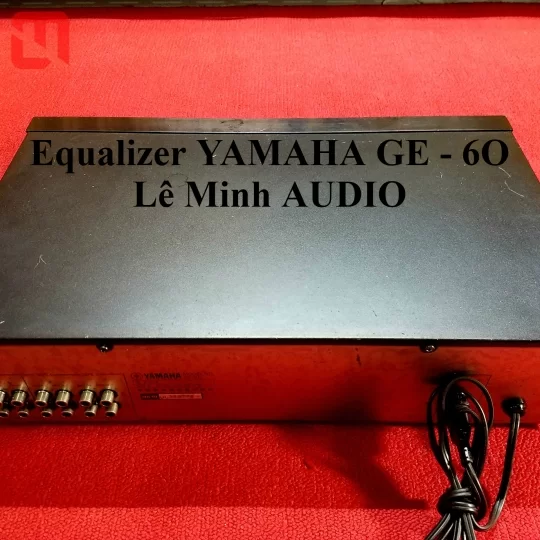 Equalizer YAMAHA GE - 6O
Lê Minh AUDIO
YAMAHA